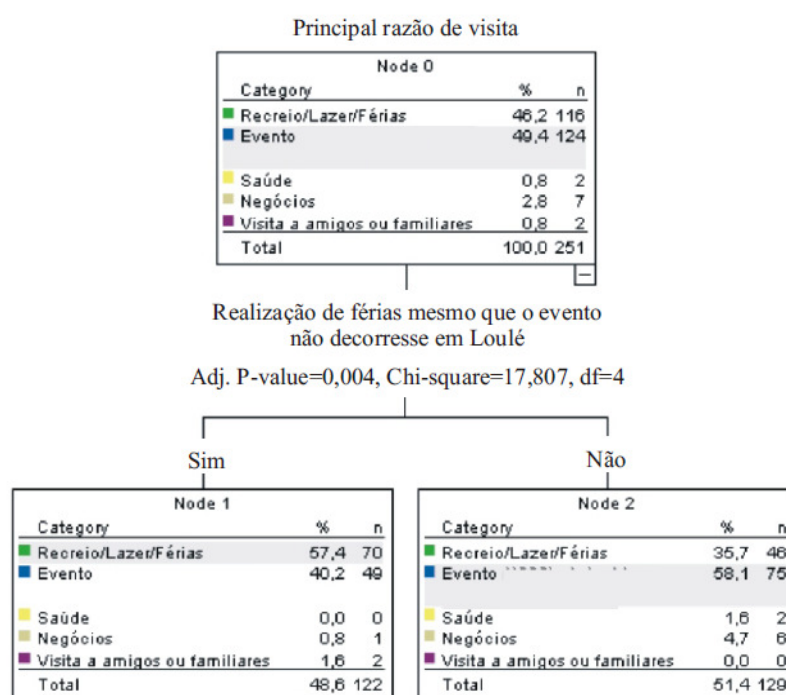 Principal razão de visita
Node 0
Category % n
Recreio/Lazer/Férias 46,2 116
Evento 49,4 124
Saúde 0,8 2
Negócios 2,8 7
Visita a amigos ou familiares 0,8 2
Total 100,0 251
Realização de férias mesmo que o evento
não decorresse em Loulé
Adj. P-value=0,004, Chi-square=17,807, df=4
Sim
Não
Node 1
Category % n
Recreio/Lazer/Férias 57,4 70
Evento 40,2 49
Saúde 0,0 0
Negócios 0,8 1
Visita a amigos ou familiares 1,6 2
Total 48,6 122
Node 2
Category % n
Recreio/Lazer/Férias 35,7 46
Evento 58,1 75
Saúde 1,6 2
Negócios 4,7 6
Visita a amigos ou familiares 0,0 0
Total 51,4 129